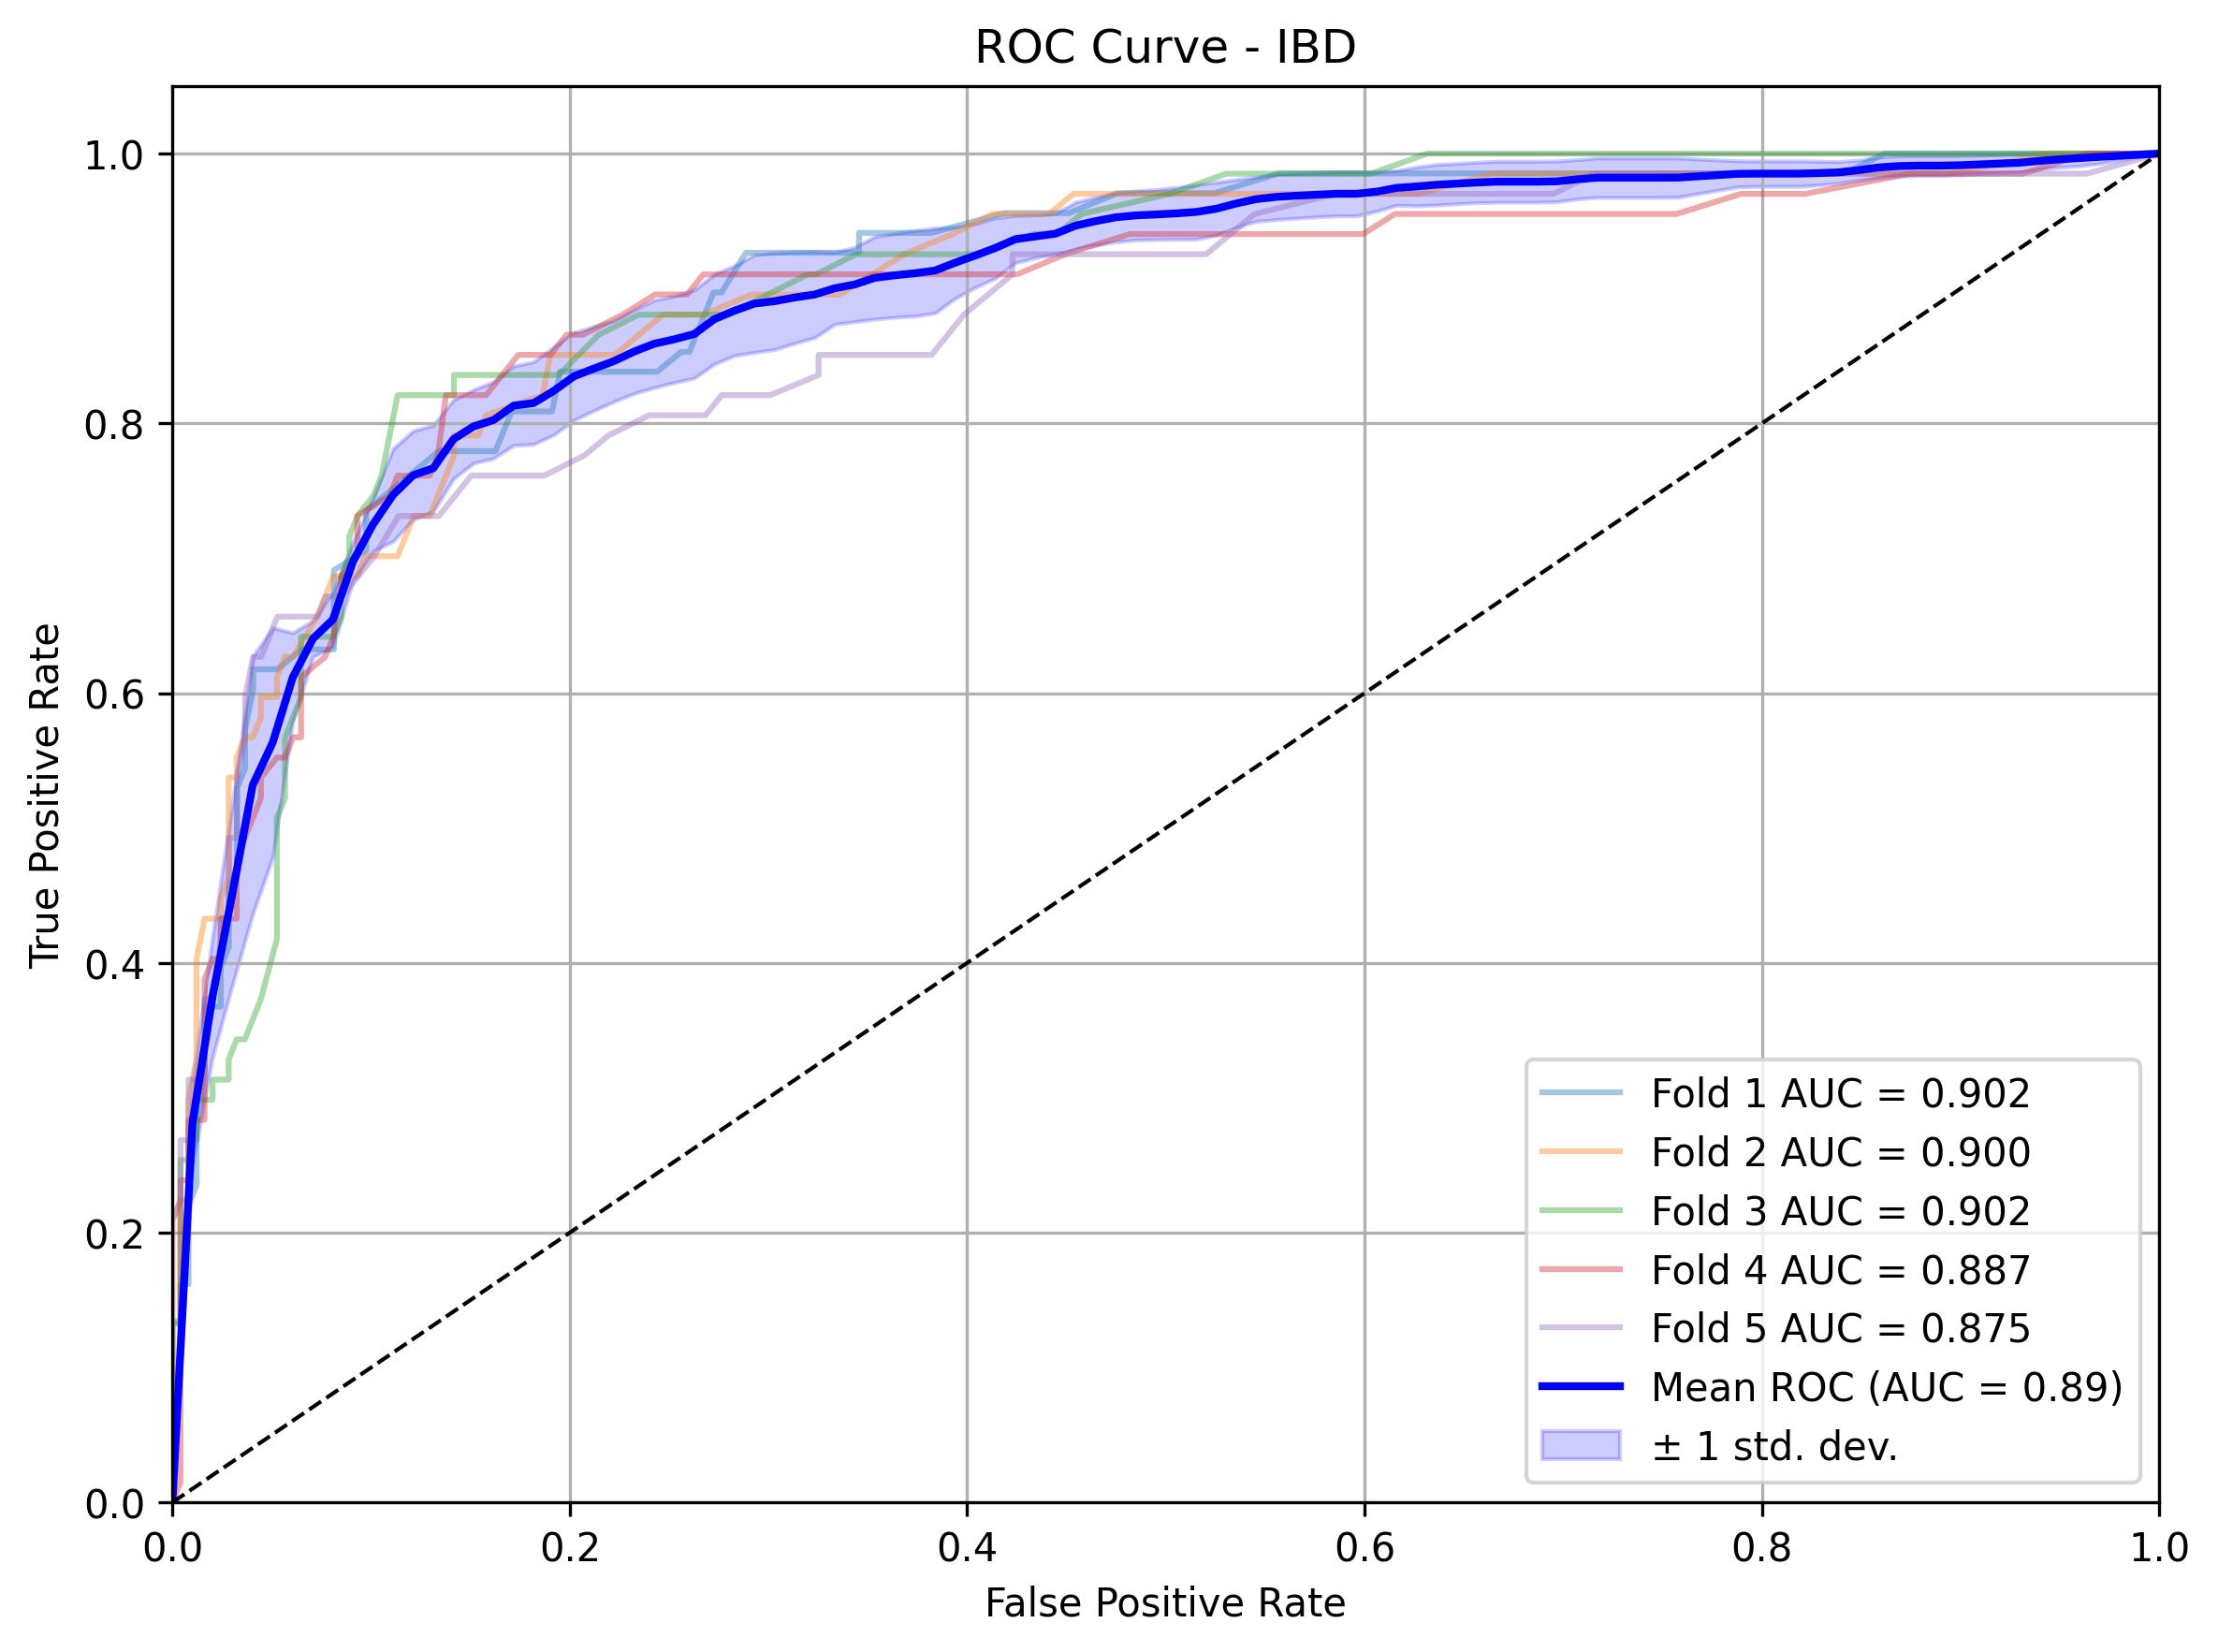 ROC Curve - IBD
True Positive Rate
1.0
0.8
0.6
0.4
0.2
0.0
0.0 0.2 0.4 0.6 0.8 1.0
False Positive Rate
Fold 1 AUC = 0.902
Fold 2 AUC = 0.900
Fold 3 AUC = 0.902
Fold 4 AUC = 0.887
Fold 5 AUC = 0.875
Mean ROC (AUC = 0.89)
± 1 std. dev.